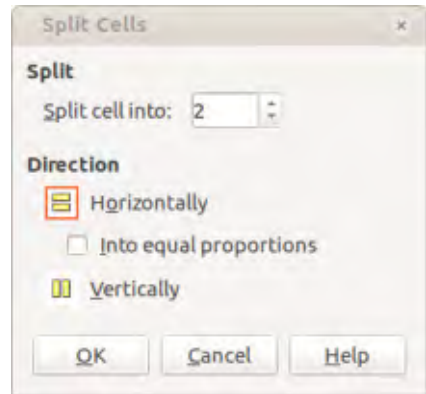 Split Cells
Split
Split cell into: 2
Direction
Horizontally
Into equal proportions
Vertically
OK Cancel Help